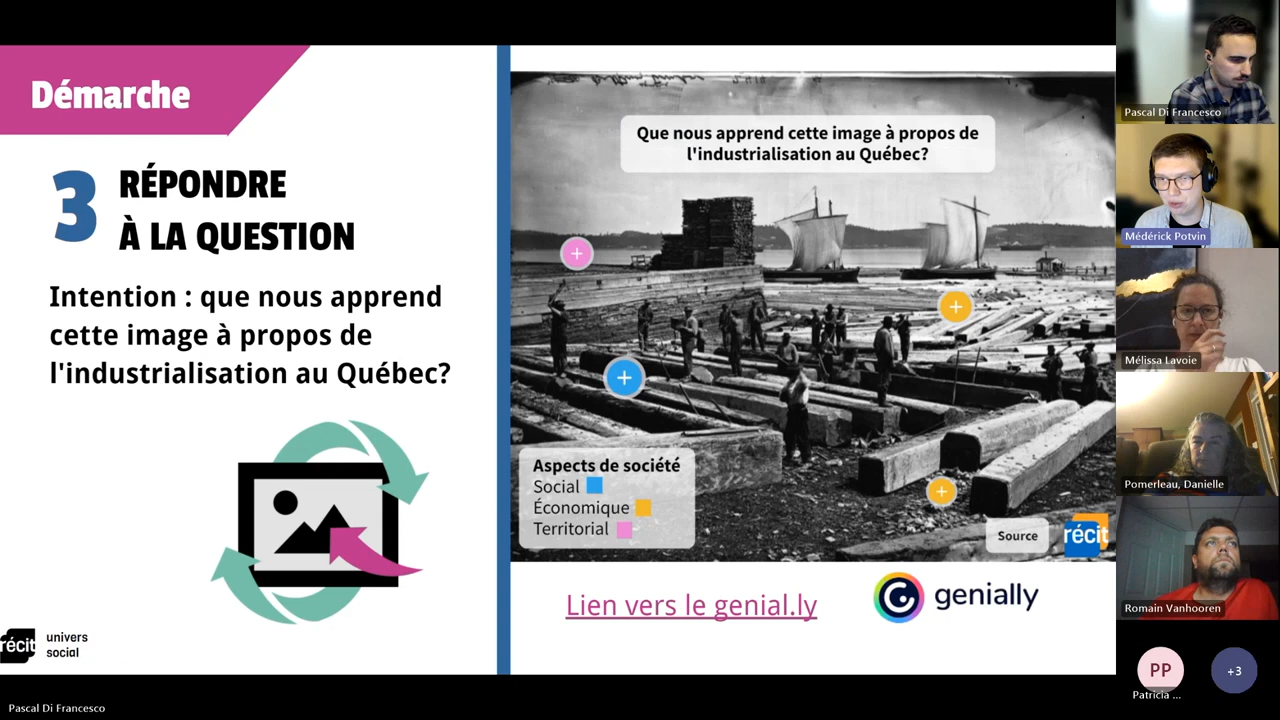 Démarche
3
RÉPONDRE
À LA QUESTION
Intention : que nous apprend
cette image à propos de
l'industrialisation au Québec?
récit
univers
social
Que nous apprend cette image à propos de
l'industrialisation au Québec?
Aspects de société
Social
Économique
Territorial
Source
récit
Lien vers le genial.ly
genially
Pascal Di Francesco
Pascal Di Francesco
Médérick Potvin
Mélissa Lavoie
Pomerleau, Danielle
Romain Vanhooren
PP
+3
Patricia ...